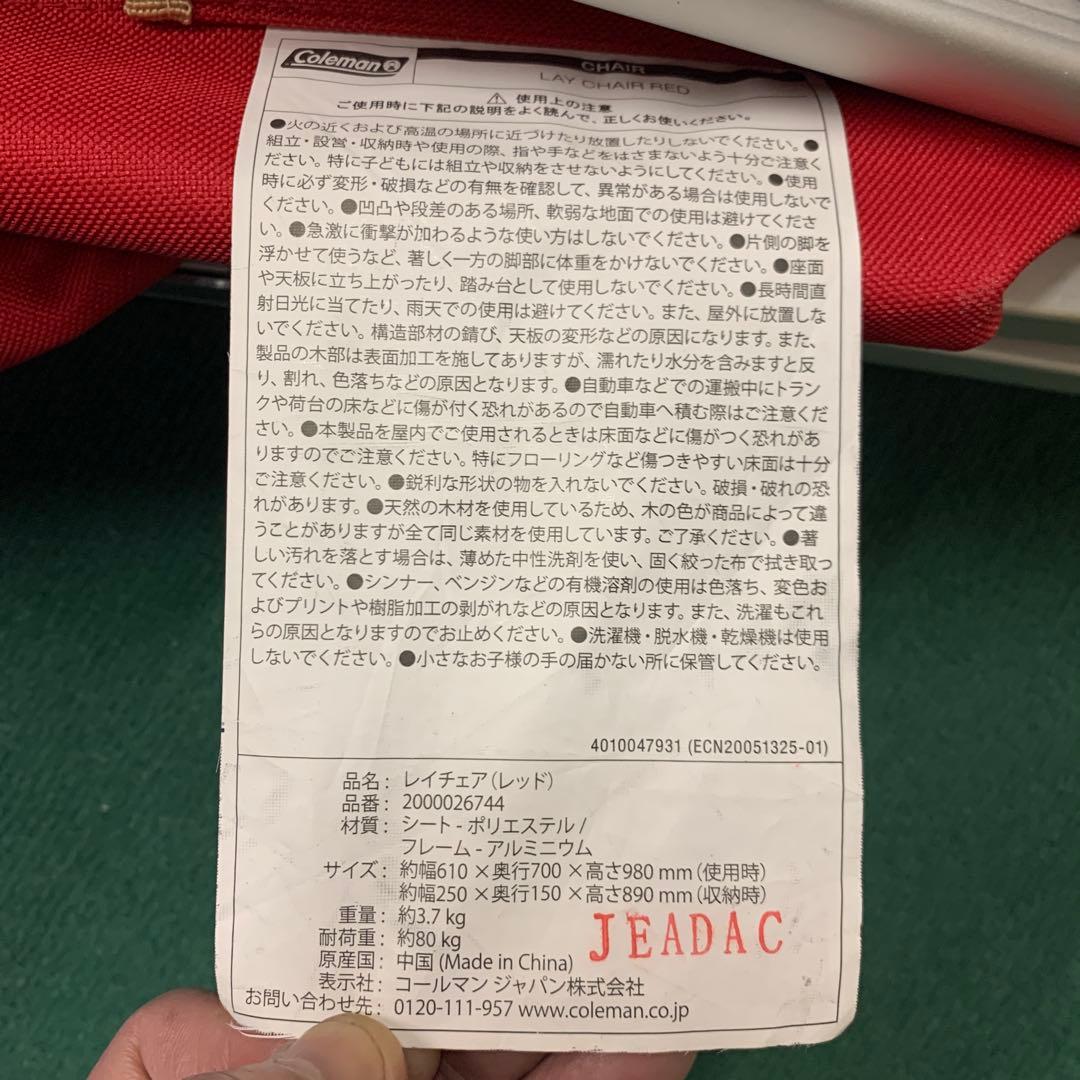 Coleman®
CHAIR
LAY CHAIR RED
⚠ 使用上の注意
ご使用時に下記の説明をよく読んで、正しくお使いください。
●火の近くおよび高温の場所に近づけたり放置したりしないでください。●
組立・設営・収納時や使用の際、指や手などをはさまないよう十分ご注意く
ださい。特に子どもには組立や収納をさせないようにしてください。●使用
時に必ず変形・破損などの有無を確認して、異常がある場合は使用しないで
ください。●凹凸や段差のある場所、軟弱な地面での使用は避けてくださ
い。●急激に衝撃が加わるような使い方はしないでください。●片側の脚を
浮かせて使うなど、著しく一方の脚部に体重をかけないでください。●座面
や天板に立ち上がったり、踏み台として使用しないでください。●長時間直
射日光に当てたり、雨天での使用は避けてください。また、屋外に放置しな
いでください。構造部材の錆び、天板の変形などの原因になります。また、
製品の木部は表面加工を施してありますが、濡れたり水分を含みますと反
り、割れ、色落ちなどの原因となります。●自動車などでの運搬中にトラン
クや荷台の床などに傷が付く恐れがあるので自動車へ積む際はご注意くだ
さい。●本製品を屋内でご使用されるときは床面などに傷がつく恐れがあ
りますのでご注意ください。特にフローリングなど傷つきやすい床面は十分
ご注意ください。●鋭利な形状の物を入れないでください。破損・破れの恐
れがあります。●天然の木材を使用しているため、木の色が商品によって違
うことがありますが全て同じ素材を使用しています。ご了承ください。●著
しい汚れを落とす場合は、薄めた中性洗剤を使い、固く絞った布で拭き取っ
てください。●シンナー、ベンジンなどの有機溶剤の使用は色落ち、変色お
よびプリントや樹脂加工の剥がれなどの原因となります。また、洗濯もこれ
らの原因となりますのでお止めください。●洗濯機・脱水機・乾燥機は使用
しないでください。●小さなお子様の手の届かない所に保管してください。
4010047931 (ECN20051325-01)
品名：レイチェア（レッド）
品番：2000026744
材質：シート - ポリエステル /
フレーム - アルミニウム
サイズ：約幅610 × 奥行700 × 高さ980 mm（使用時）
約幅250 × 奥行150 × 高さ890 mm（収納時）
重量：約3.7 kg
耐荷重：約80 kg
JEADAC
原産国：中国 (Made in China)
表示社：コールマン ジャパン株式会社
お問い合わせ先：0120-111-957 www.coleman.co.jp